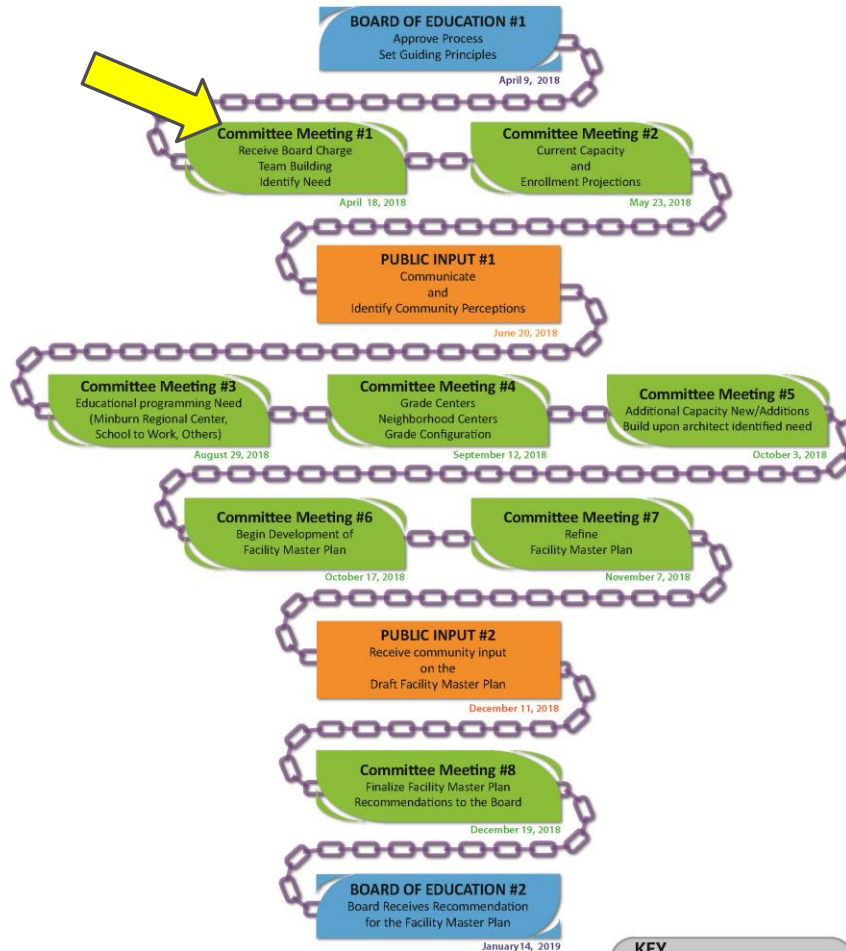 BOARD OF EDUCATION #1
Approve Process
Set Guiding Principles
April 9, 2018
Committee Meeting #1
Receive Board Charge
Team Building
Identify Need
April 18, 2018
Committee Meeting #2
Current Capacity
and
Enrollment Projections
May 23, 2018
PUBLIC INPUT #1
Communicate
and
Identify Community Perceptions
June 20, 2018
Committee Meeting #3
Educational programming Need
(Minburn Regional Center,
School to Work, Others)
August 29, 2018
Committee Meeting #4
Grade Centers
Neighborhood Centers
Grade Configuration
September 12, 2018
Committee Meeting #5
Additional Capacity New/Additions
Build upon architect identified need
October 3, 2018
Committee Meeting #6
Begin Development of
Facility Master Plan
October 17, 2018
Committee Meeting #7
Refine
Facility Master Plan
November 7, 2018
PUBLIC INPUT #2
Receive community input
on the
Draft Facility Master Plan
December 11, 2018
Committee Meeting #8
Finalize Facility Master Plan
Recommendations to the Board
December 19, 2018
BOARD OF EDUCATION #2
Board Receives Recommendation
for the Facility Master Plan
January14, 2019
KEY